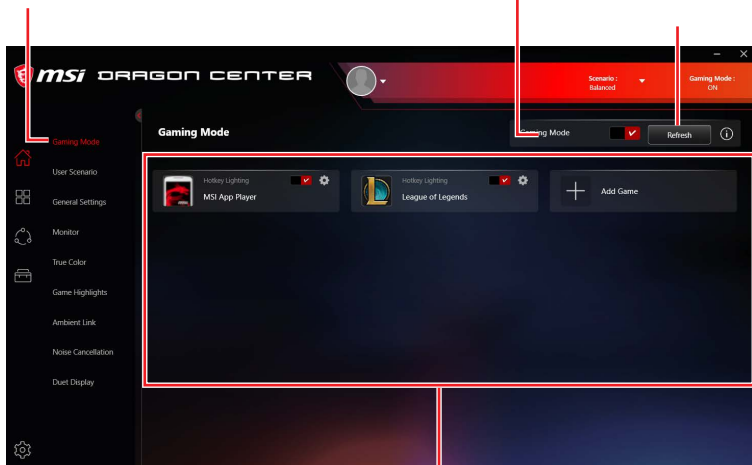 msi DRAGON CENTER
Scenario :
Balanced
Gaming Mode :
ON
Gaming Mode
User Scenario
General Settings
Monitor
True Color
Game Highlights
Ambient Link
Noise Cancellation
Duet Display
Gaming Mode
Gaming Mode
Refresh
Hotkey Lighting
MSI App Player
Hotkey Lighting
League of Legends
Add Game